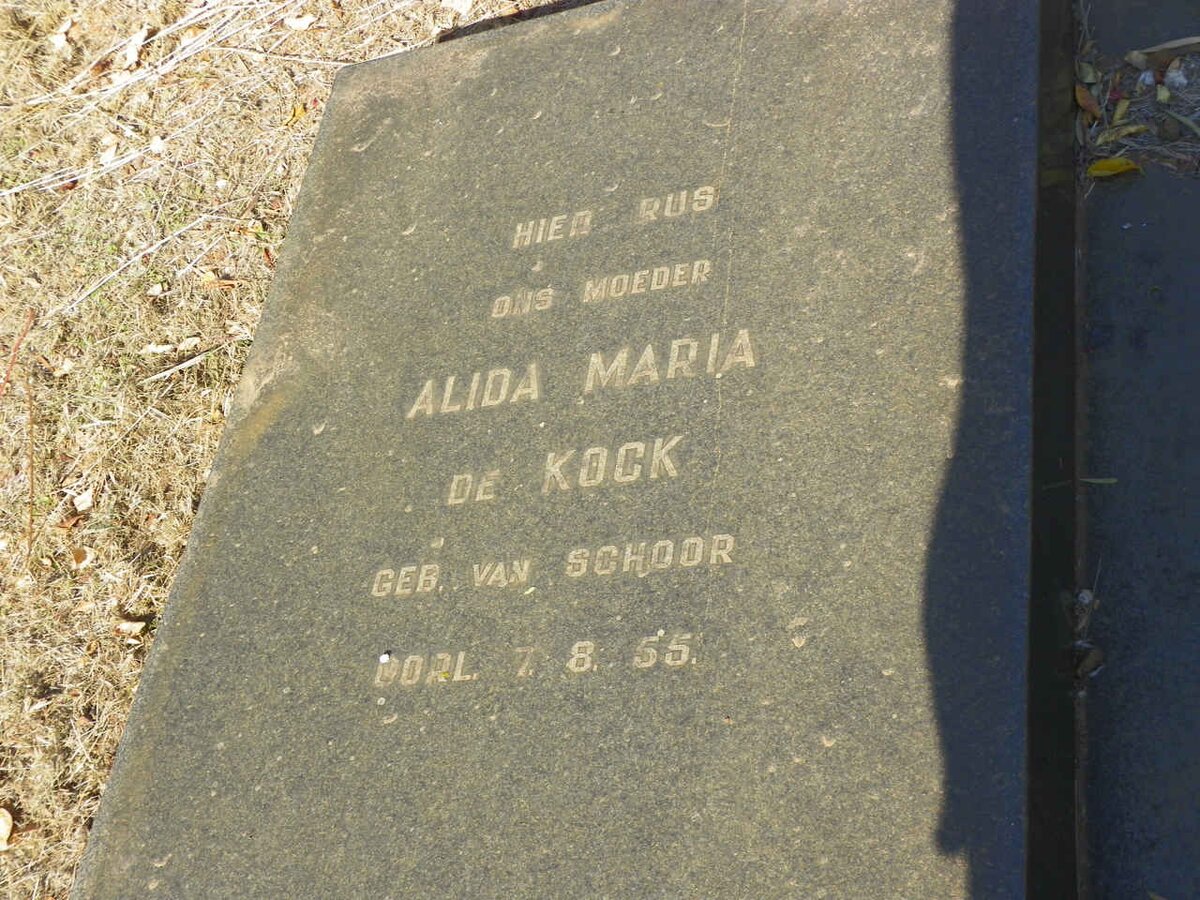 HIER RUS
ONS MOEDER
ALIDA MARIA
DE KOCK
GEB. VAN SCHOOR
OORL. 7. 8. 55.